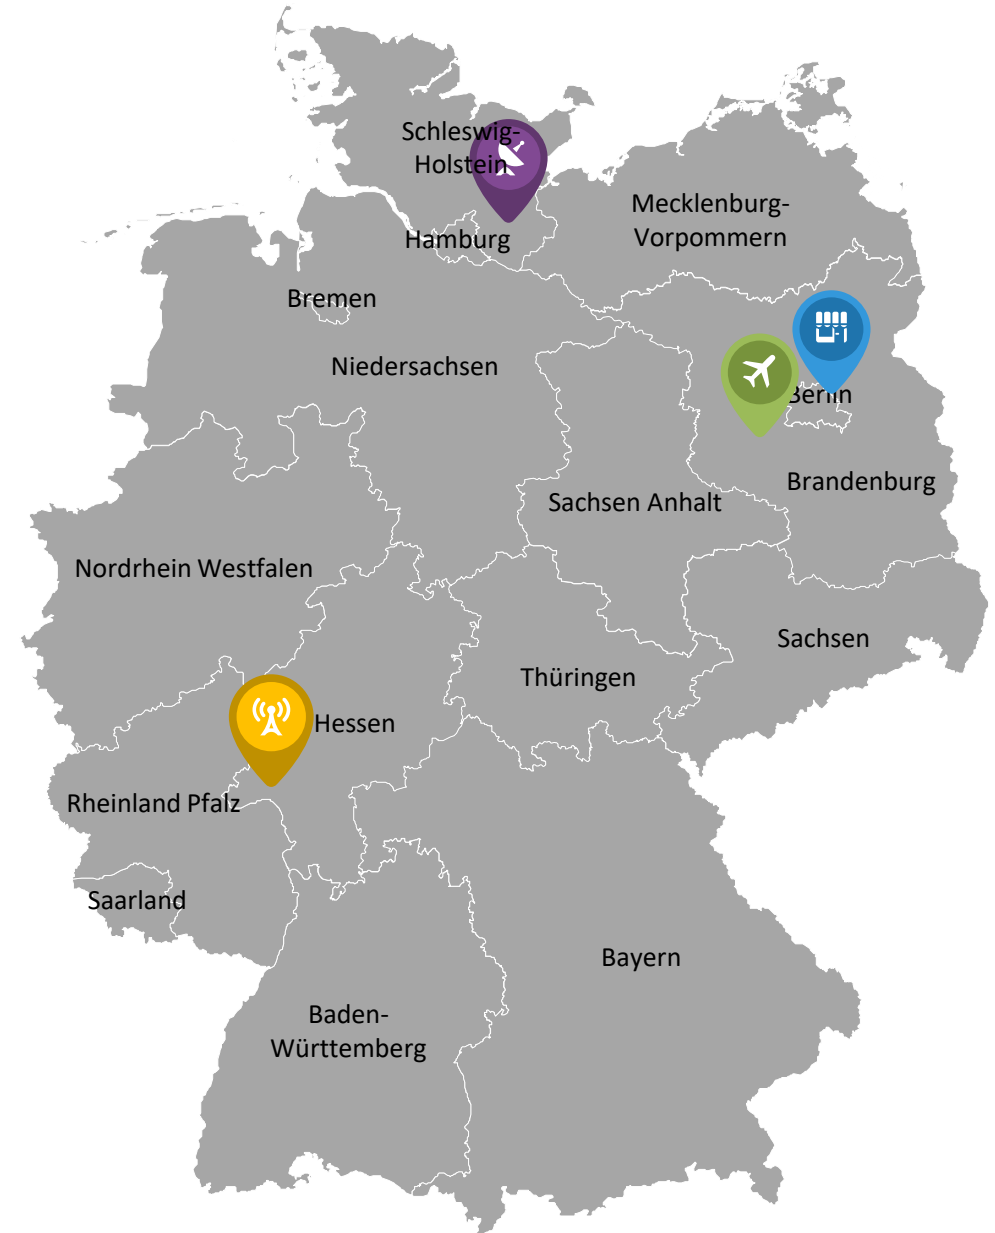 Schleswig-
Holstein
Mecklenburg-
Vorpommern
Hamburg
Bremen
Niedersachsen
Berlin
Brandenburg
Sachsen Anhalt
Nordrhein Westfalen
Sachsen
Thüringen
Hessen
Rheinland Pfalz
Saarland
Bayern
Baden-
Württemberg